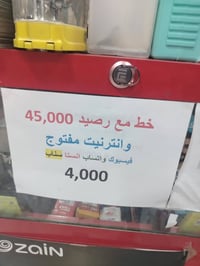 خط مع رصيد 45,000
وانترنيت مفتوح
فيسبوك واتساب انستا سناب
4,000
zain